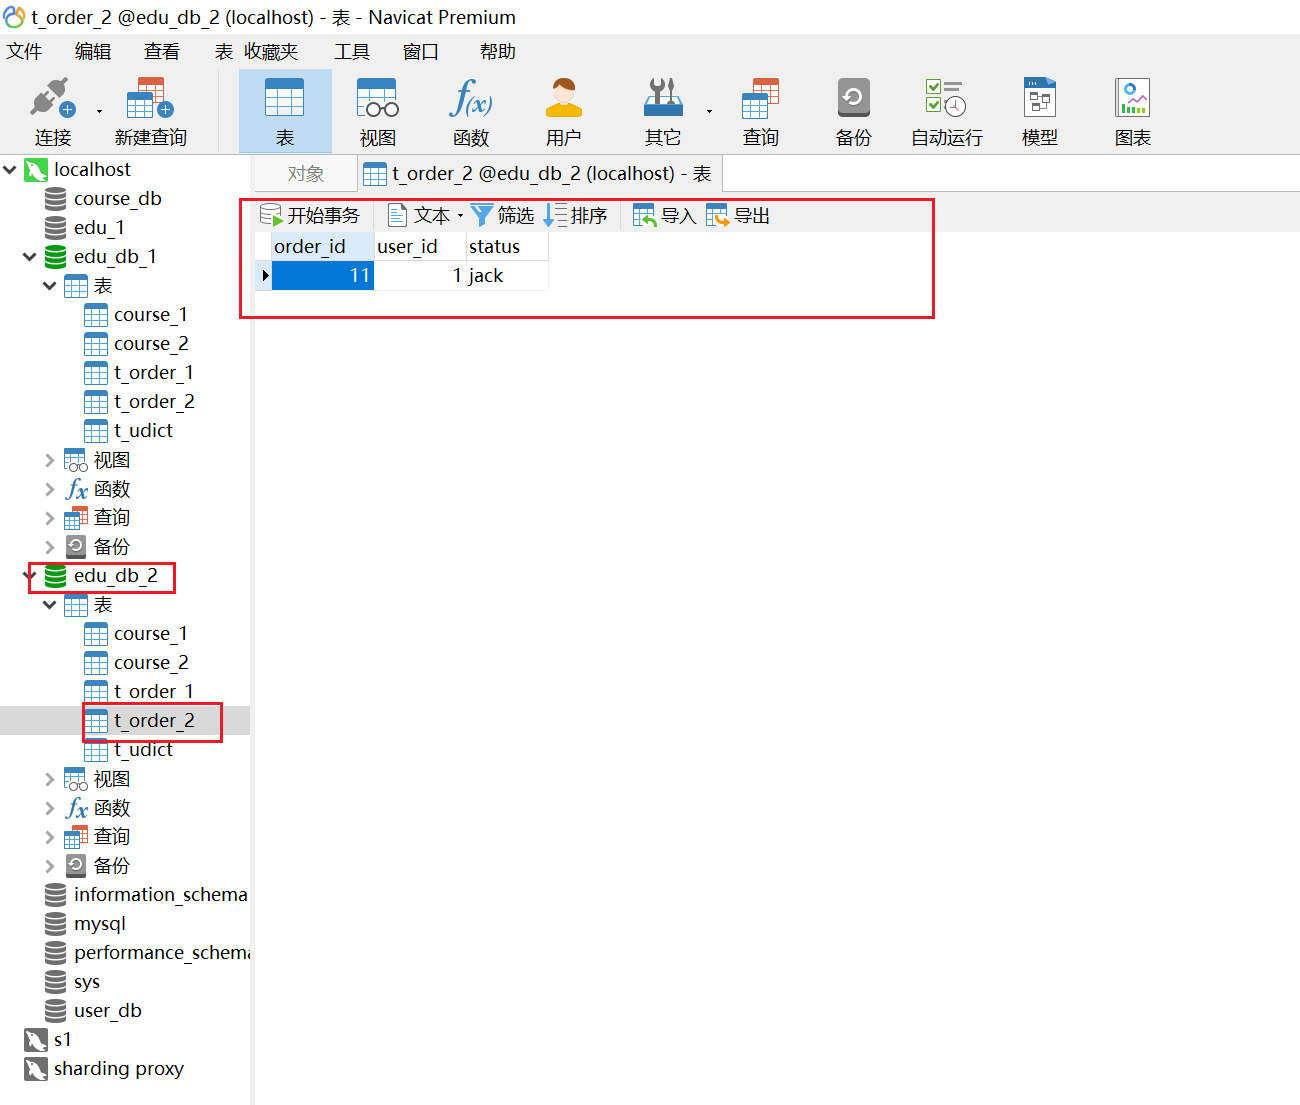 t_order_2 @edu_db_2 (localhost) - 表 - Navicat Premium
文件 编辑 查看 表 收藏夹 工具 窗口 帮助
连接 新建查询 表 视图 函数 用户 其它 查询 备份 自动运行 模型 图表
对象 t_order_2 @edu_db_2 (localhost) - 表
开始事务 文本 筛选 排序 导入 导出
order_id user_id status
11 1 jack
localhost
course_db
edu_1
edu_db_1
表
course_1
course_2
t_order_1
t_order_2
t_udict
视图
函数
查询
备份
edu_db_2
表
course_1
course_2
t_order_1
t_order_2
t_udict
视图
函数
查询
备份
information_schema
mysql
performance_schema
sys
user_db
s1
sharding proxy